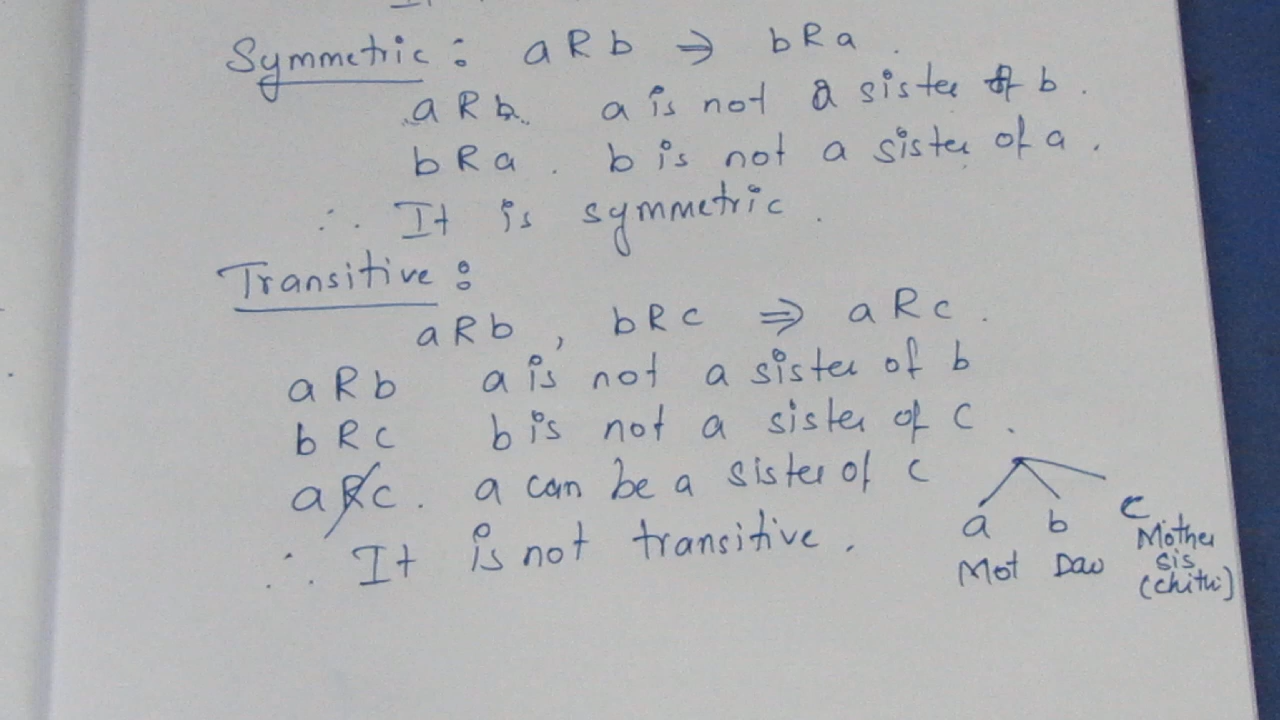 Symmetric : a R b ⇒ b R a .
a R b. a is not a sister of b .
b R a . b is not a sister of a .
∴ It is symmetric .
Transitive :
a R b , b R c ⇒ a R c .
a R b a is not a sister of b
b R c b is not a sister of c .
a R̸ c . a can be a sister of c
∴ It is not transitive .
a b c
Mot Dau Mother
sis
(chithi)